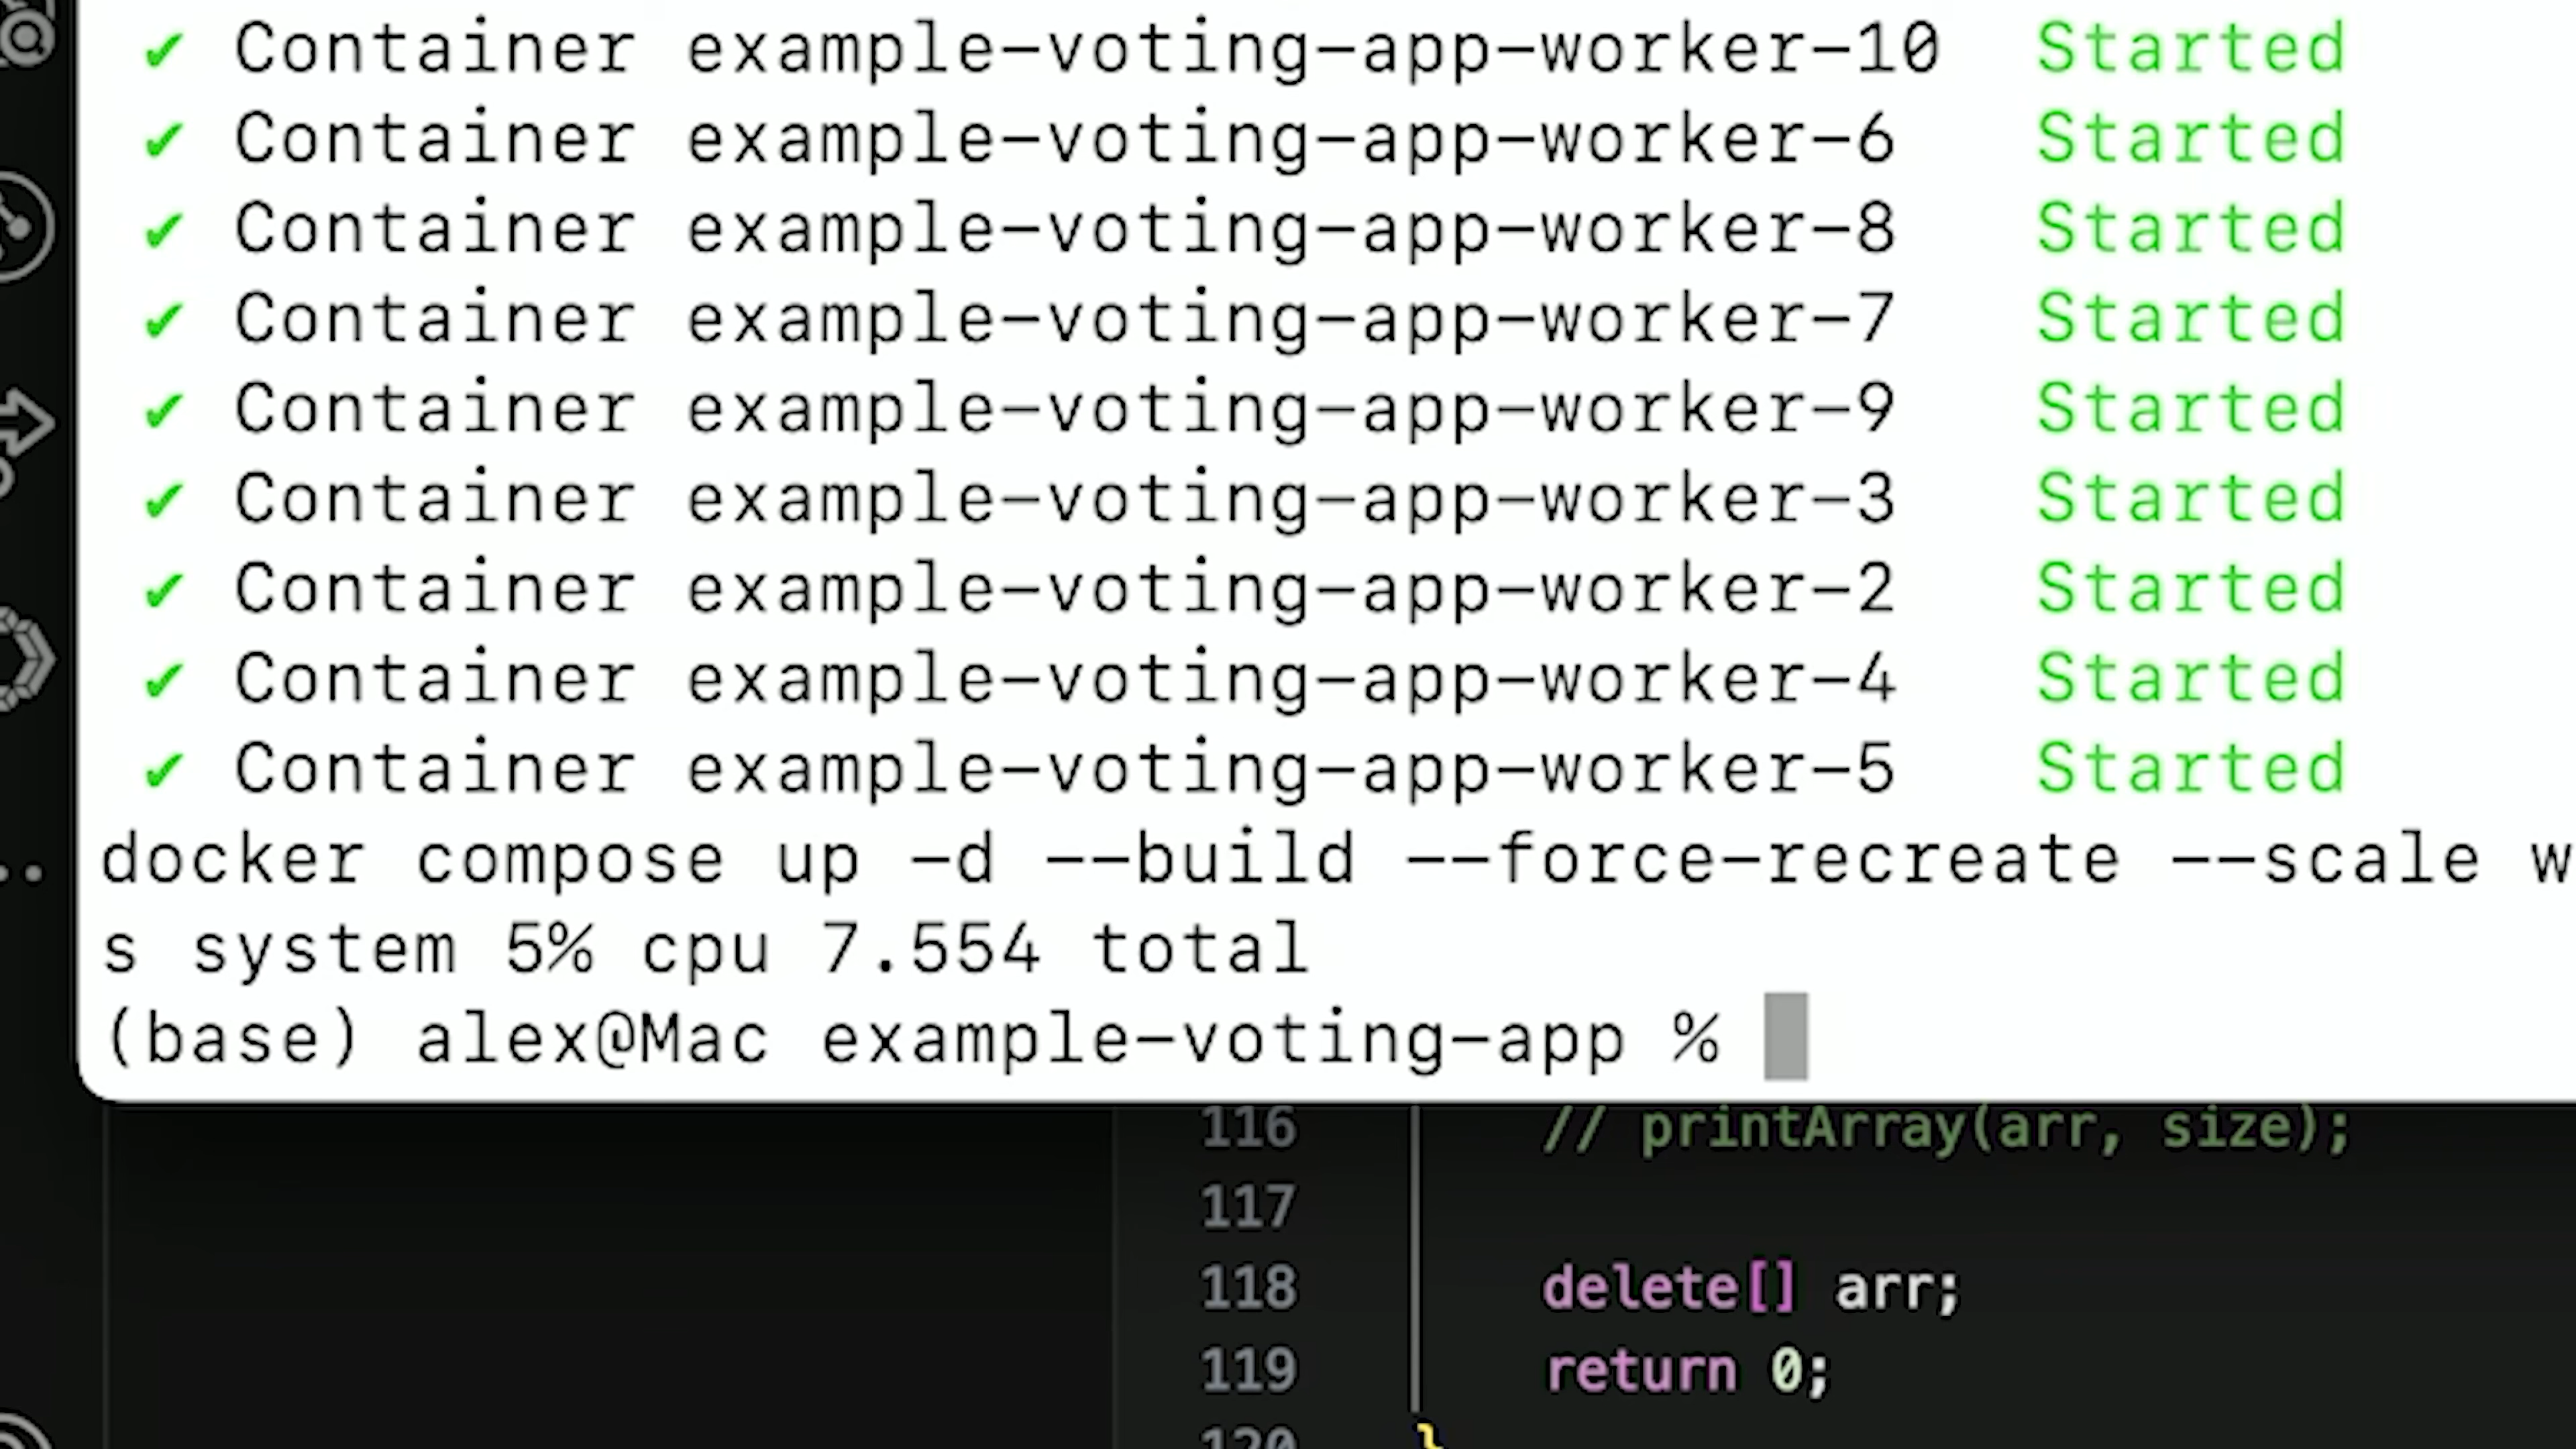 ✔ Container example-voting-app-worker-10 Started
✔ Container example-voting-app-worker-6 Started
✔ Container example-voting-app-worker-8 Started
✔ Container example-voting-app-worker-7 Started
✔ Container example-voting-app-worker-9 Started
✔ Container example-voting-app-worker-3 Started
✔ Container example-voting-app-worker-2 Started
✔ Container example-voting-app-worker-4 Started
✔ Container example-voting-app-worker-5 Started
docker compose up -d --build --force-recreate --scale w
s system 5% cpu 7.554 total
(base) alex@Mac example-voting-app %
116 // printArray(arr, size);
117
118 delete[] arr;
119 return 0;
120 }